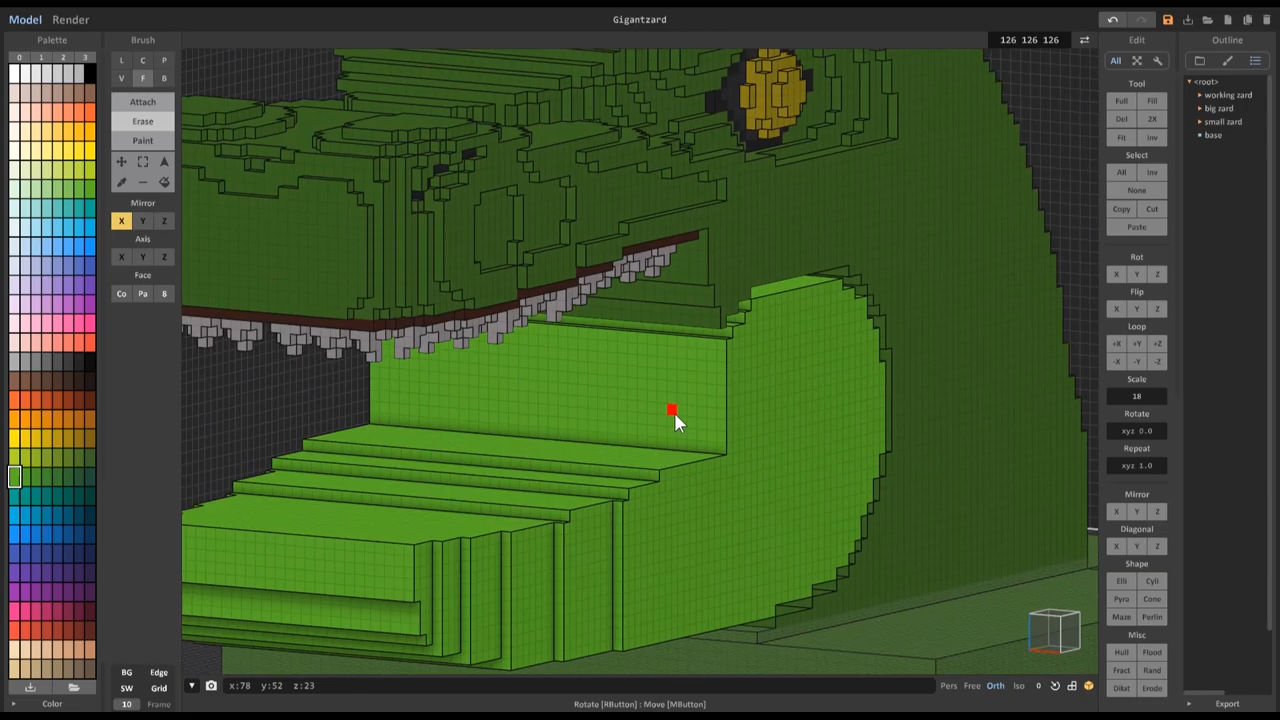 Model Render
Gigantzard
Palette
Brush
126 126 126
Edit
Outline
0 1 2 3
L C P
V F B
Attach
Erase
Paint
Mirror
X Y Z
Axis
X Y Z
Face
Co Pa 8
All
Tool
Full Fill
Del 2X
Fit Inv
Select
All Inv
None
Copy Cut
Paste
Rot
X Y Z
Flip
X Y Z
Loop
+X +Y +Z
-X -Y -Z
Scale
18
Rotate
xyz 0.0
Repeat
xyz 1.0
Mirror
X Y Z
Diagonal
X Y Z
Shape
Elli Cyli
Pyra Cone
Maze Perlin
Misc
Hull Flood
Fract Rand
Dilat Erode
<root>
working zard
big zard
small zard
base
BG Edge
SW Grid
10 Frame
x:78 y:52 z:23
Pers Free Orth Iso 0
Color
Rotate [RButton] : Move [MButton]
Export